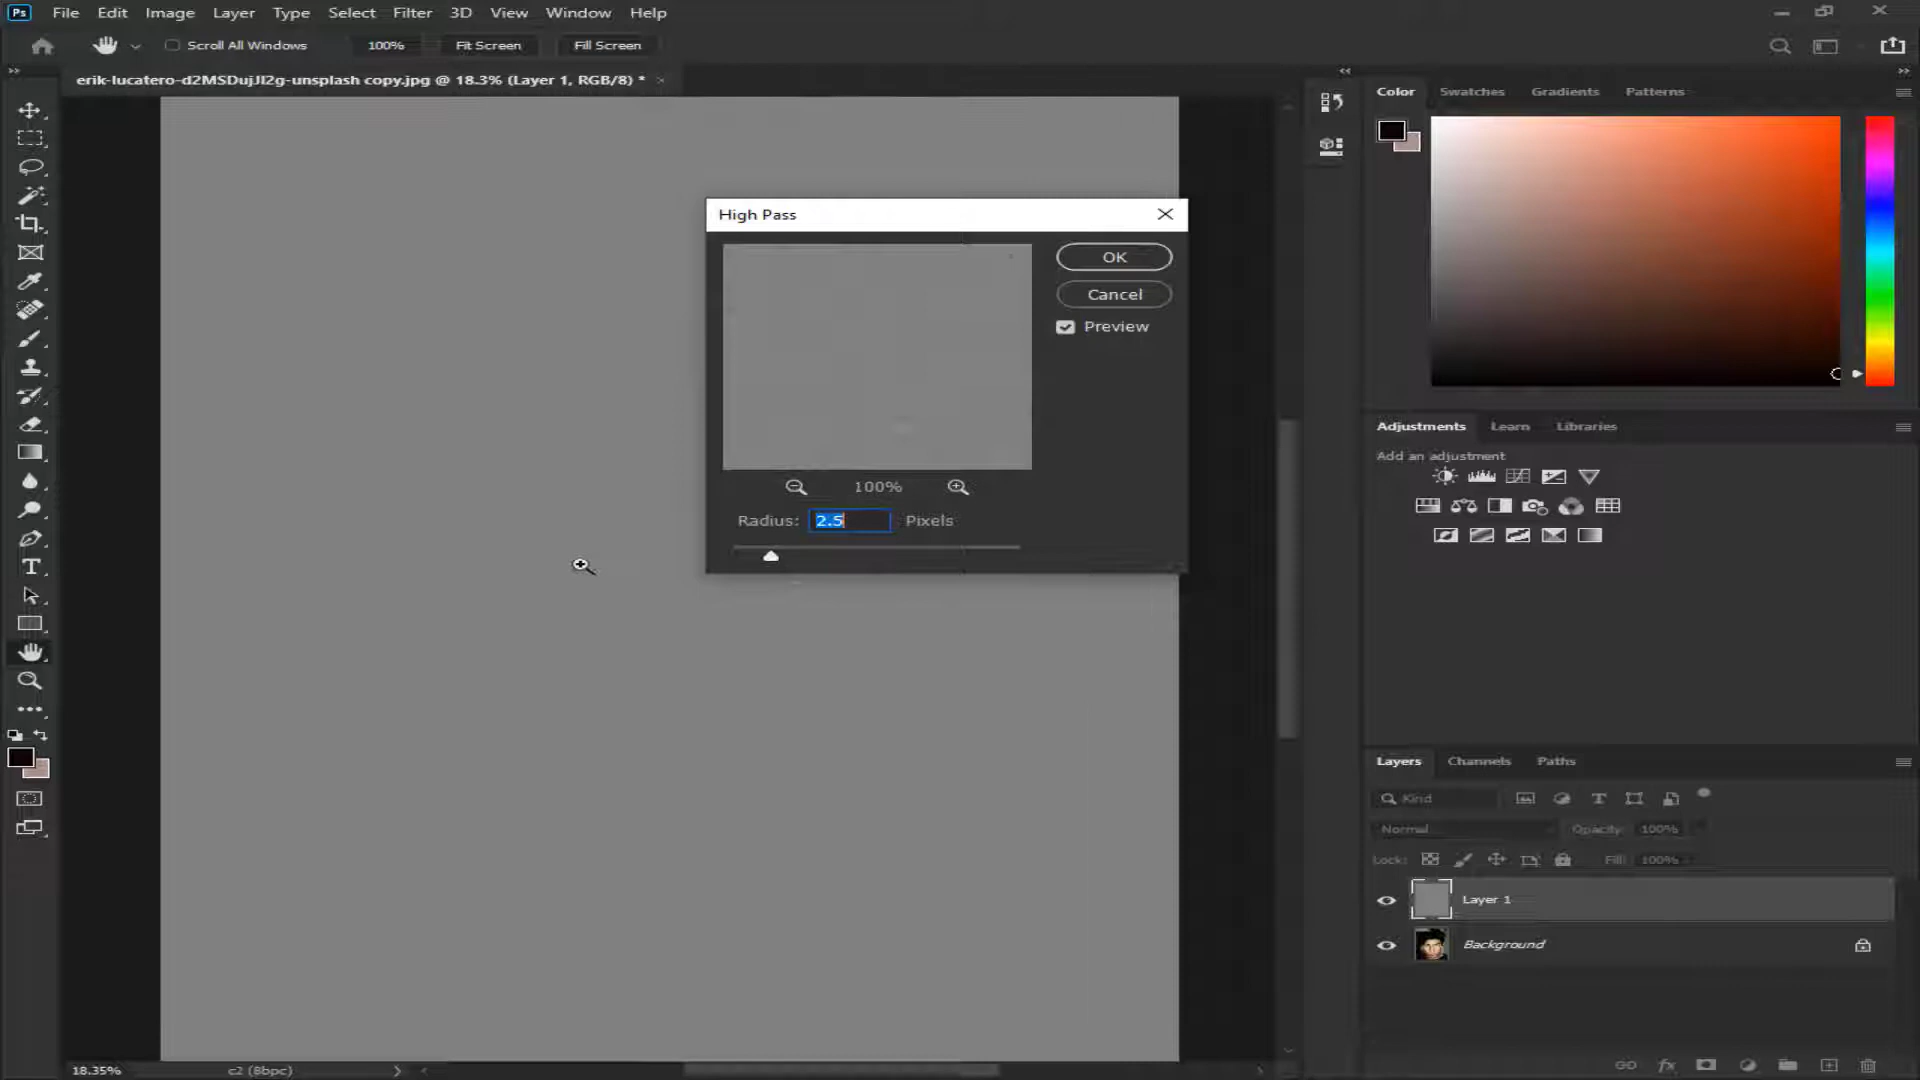 Ps File Edit Image Layer Type Select Filter 3D View Window Help
Scroll All Windows 100% Fit Screen Fill Screen
erik-lucatero-d2MSDujJl2g-unsplash copy.jpg @ 18.3% (Layer 1, RGB/8) *
Color Swatches Gradients Patterns
High Pass
OK
Cancel
Preview
100%
Radius: 2.5 Pixels
Adjustments Learn Libraries
Add an adjustment
Layers Channels Paths
Kind
Normal Opacity: 100%
Lock: Fill: 100%
Layer 1
Background
fx
18.35% c2 (8bpc)